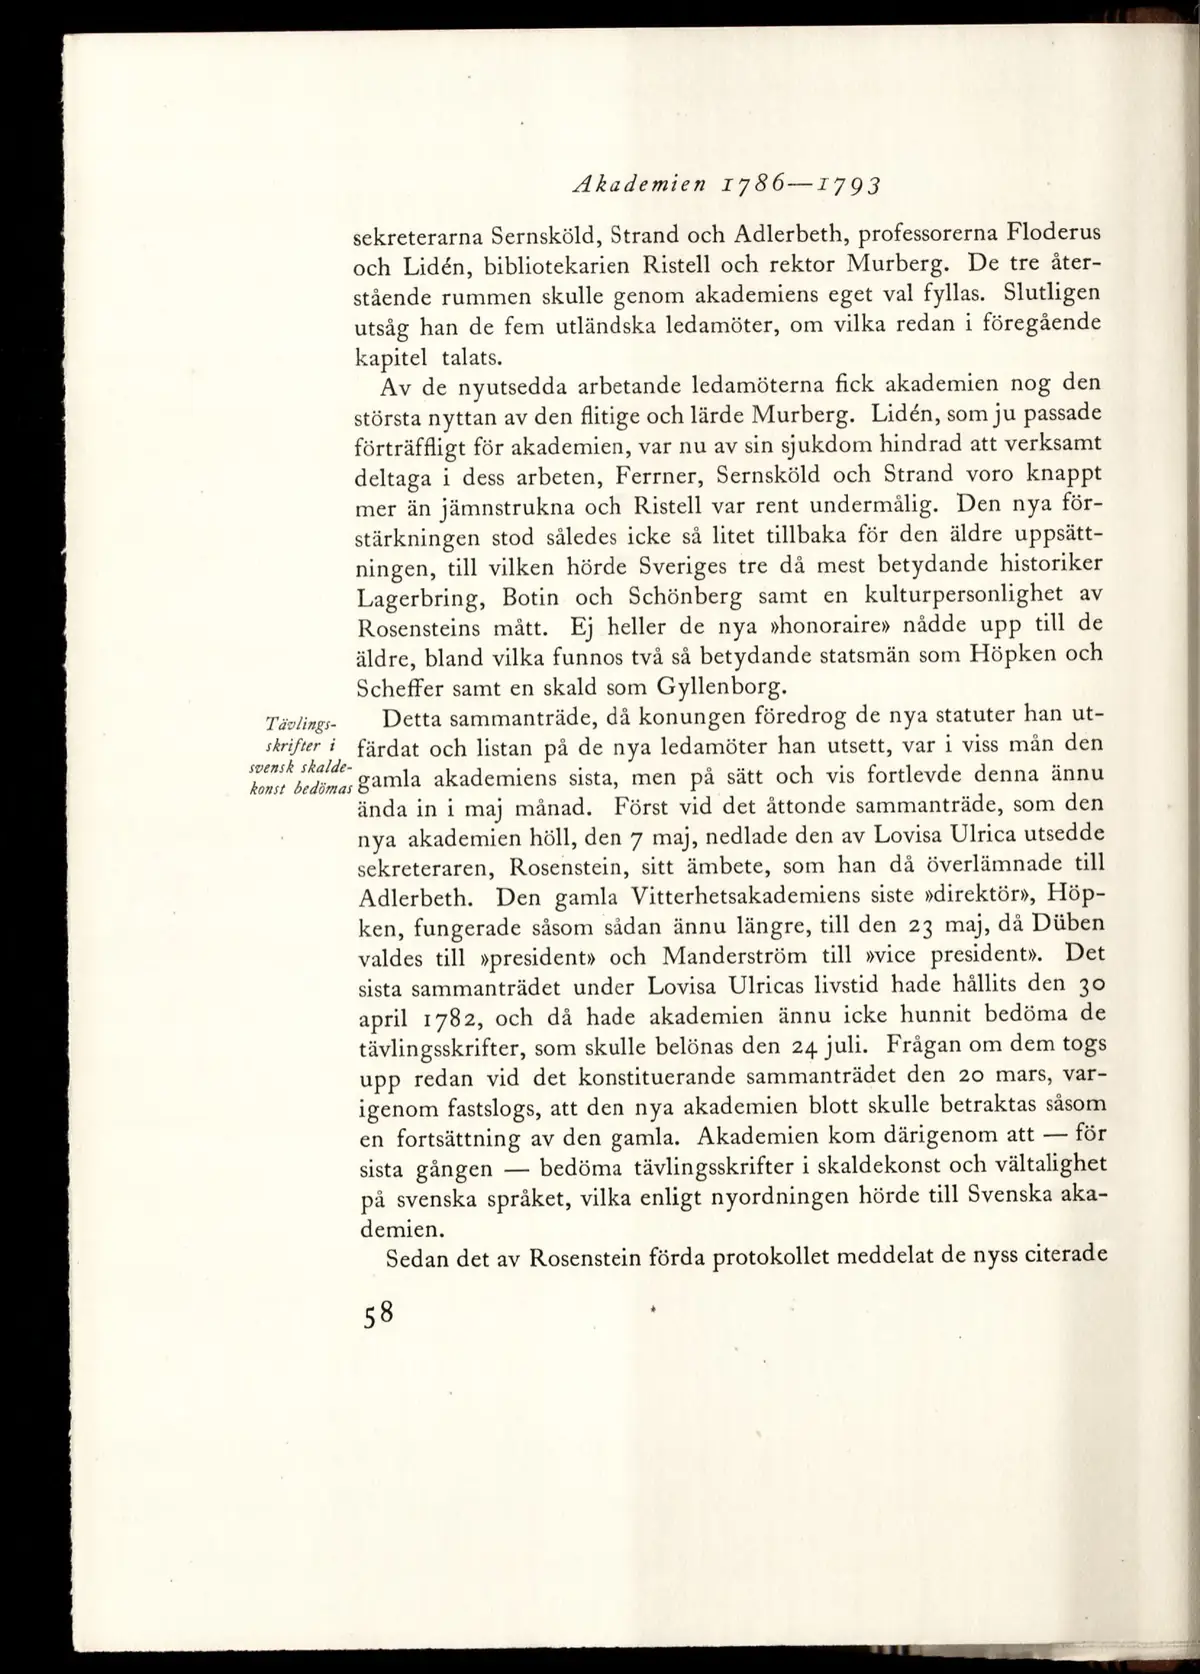 Akademien 1786—1793
sekreterarna Sernsköld, Strand och Adlerbeth, professorerna Floderus
och Lidén, bibliotekarien Ristell och rektor Murberg. De tre åter-
stående rummen skulle genom akademiens eget val fyllas. Slutligen
utsåg han de fem utländska ledamöter, om vilka redan i föregående
kapitel talats.
Av de nyutsedda arbetande ledamöterna fick akademien nog den
största nyttan av den flitige och lärde Murberg. Lidén, som ju passade
förträffligt för akademien, var nu av sin sjukdom hindrad att verksamt
deltaga i dess arbeten, Ferrner, Sernsköld och Strand voro knappt
mer än jämnstrukna och Ristell var rent undermålig. Den nya för-
stärkningen stod således icke så litet tillbaka för den äldre uppsätt-
ningen, till vilken hörde Sveriges tre då mest betydande historiker
Lagerbring, Botin och Schönberg samt en kulturpersonlighet av
Rosensteins mått. Ej heller de nya »honoraire» nådde upp till de
äldre, bland vilka funnos två så betydande statsmän som Höpken och
Scheffer samt en skald som Gyllenborg.
Tävlings-
skrifter i
svensk skalde-
konst bedömas
Detta sammanträde, då konungen föredrog de nya statuter han ut-
färdat och listan på de nya ledamöter han utsett, var i viss mån den
gamla akademiens sista, men på sätt och vis fortlevde denna ännu
ända in i maj månad. Först vid det åttonde sammanträde, som den
nya akademien höll, den 7 maj, nedlade den av Lovisa Ulrica utsedde
sekreteraren, Rosenstein, sitt ämbete, som han då överlämnade till
Adlerbeth. Den gamla Vitterhetsakademiens siste »direktör», Höp-
ken, fungerade såsom sådan ännu längre, till den 23 maj, då Düben
valdes till »president» och Manderström till »vice president». Det
sista sammanträdet under Lovisa Ulricas livstid hade hållits den 30
april 1782, och då hade akademien ännu icke hunnit bedöma de
tävlingsskrifter, som skulle belönas den 24 juli. Frågan om dem togs
upp redan vid det konstituerande sammanträdet den 20 mars, var-
igenom fastslogs, att den nya akademien blott skulle betraktas såsom
en fortsättning av den gamla. Akademien kom därigenom att — för
sista gången — bedöma tävlingsskrifter i skaldekonst och vältalighet
på svenska språket, vilka enligt nyordningen hörde till Svenska aka-
demien.
Sedan det av Rosenstein förda protokollet meddelat de nyss citerade
58